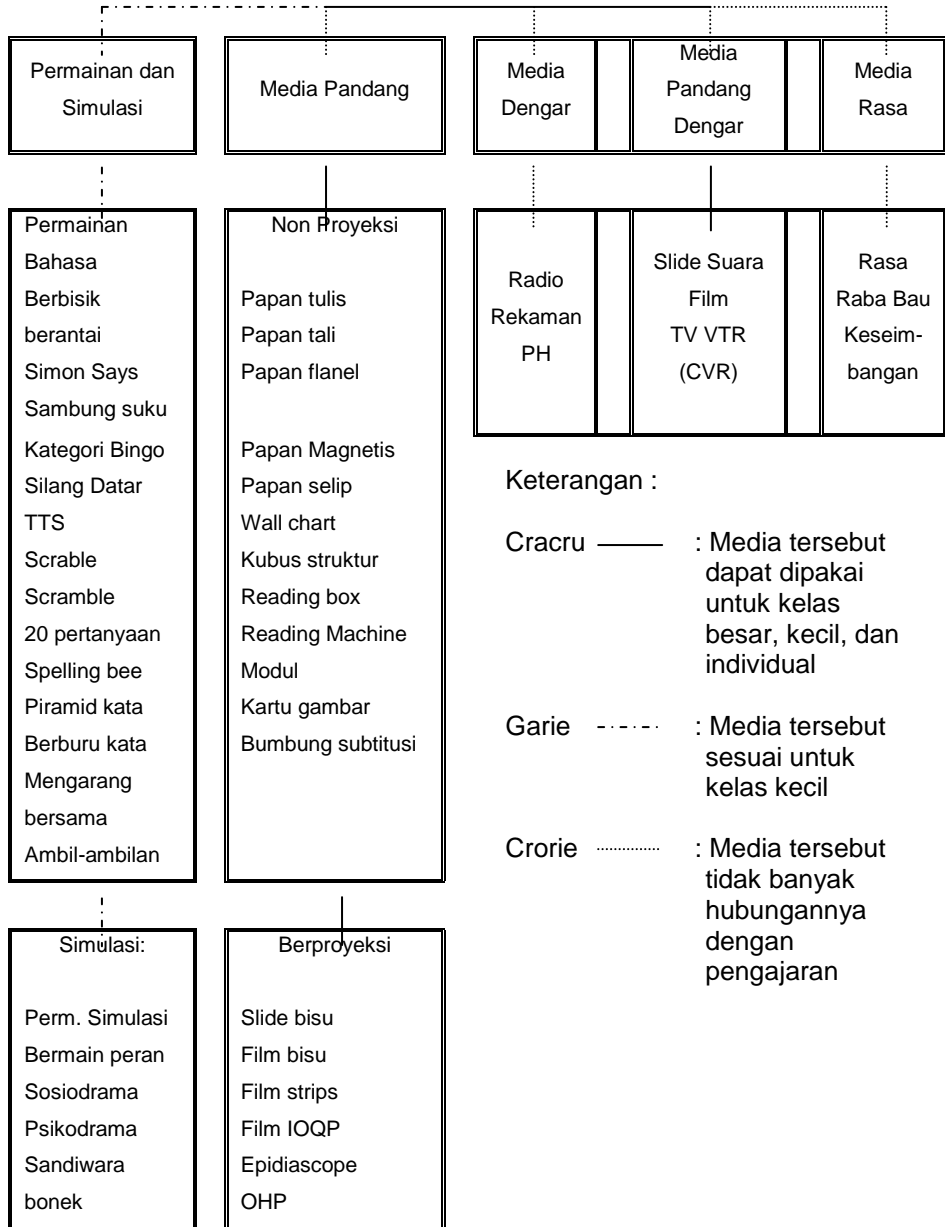 Permainan dan
Simulasi
Media Pandang
Media
Dengar
Media
Pandang
Dengar
Media
Rasa
Permainan
Bahasa
Berbisik
berantai
Simon Says
Sambung suku
Kategori Bingo
Silang Datar
TTS
Scrable
Scramble
20 pertanyaan
Spelling bee
Piramid kata
Berburu kata
Mengarang
bersama
Ambil-ambilan
Non Proyeksi
Papan tulis
Papan tali
Papan flanel
Papan Magnetis
Papan selip
Wall chart
Kubus struktur
Reading box
Reading Machine
Modul
Kartu gambar
Bumbung subtitusi
Radio
Rekaman
PH
Slide Suara
Film
TV VTR
(CVR)
Rasa
Raba Bau
Keseim-
bangan
Keterangan :
Cracru : Media tersebut
dapat dipakai
untuk kelas
besar, kecil, dan
individual
Garie : Media tersebut
sesuai untuk
kelas kecil
Crorie : Media tersebut
tidak banyak
hubungannya
dengan
pengajaran
Simulasi:
Perm. Simulasi
Bermain peran
Sosiodrama
Psikodrama
Sandiwara
bonek
Berproyeksi
Slide bisu
Film bisu
Film strips
Film IOQP
Epidiascope
OHP